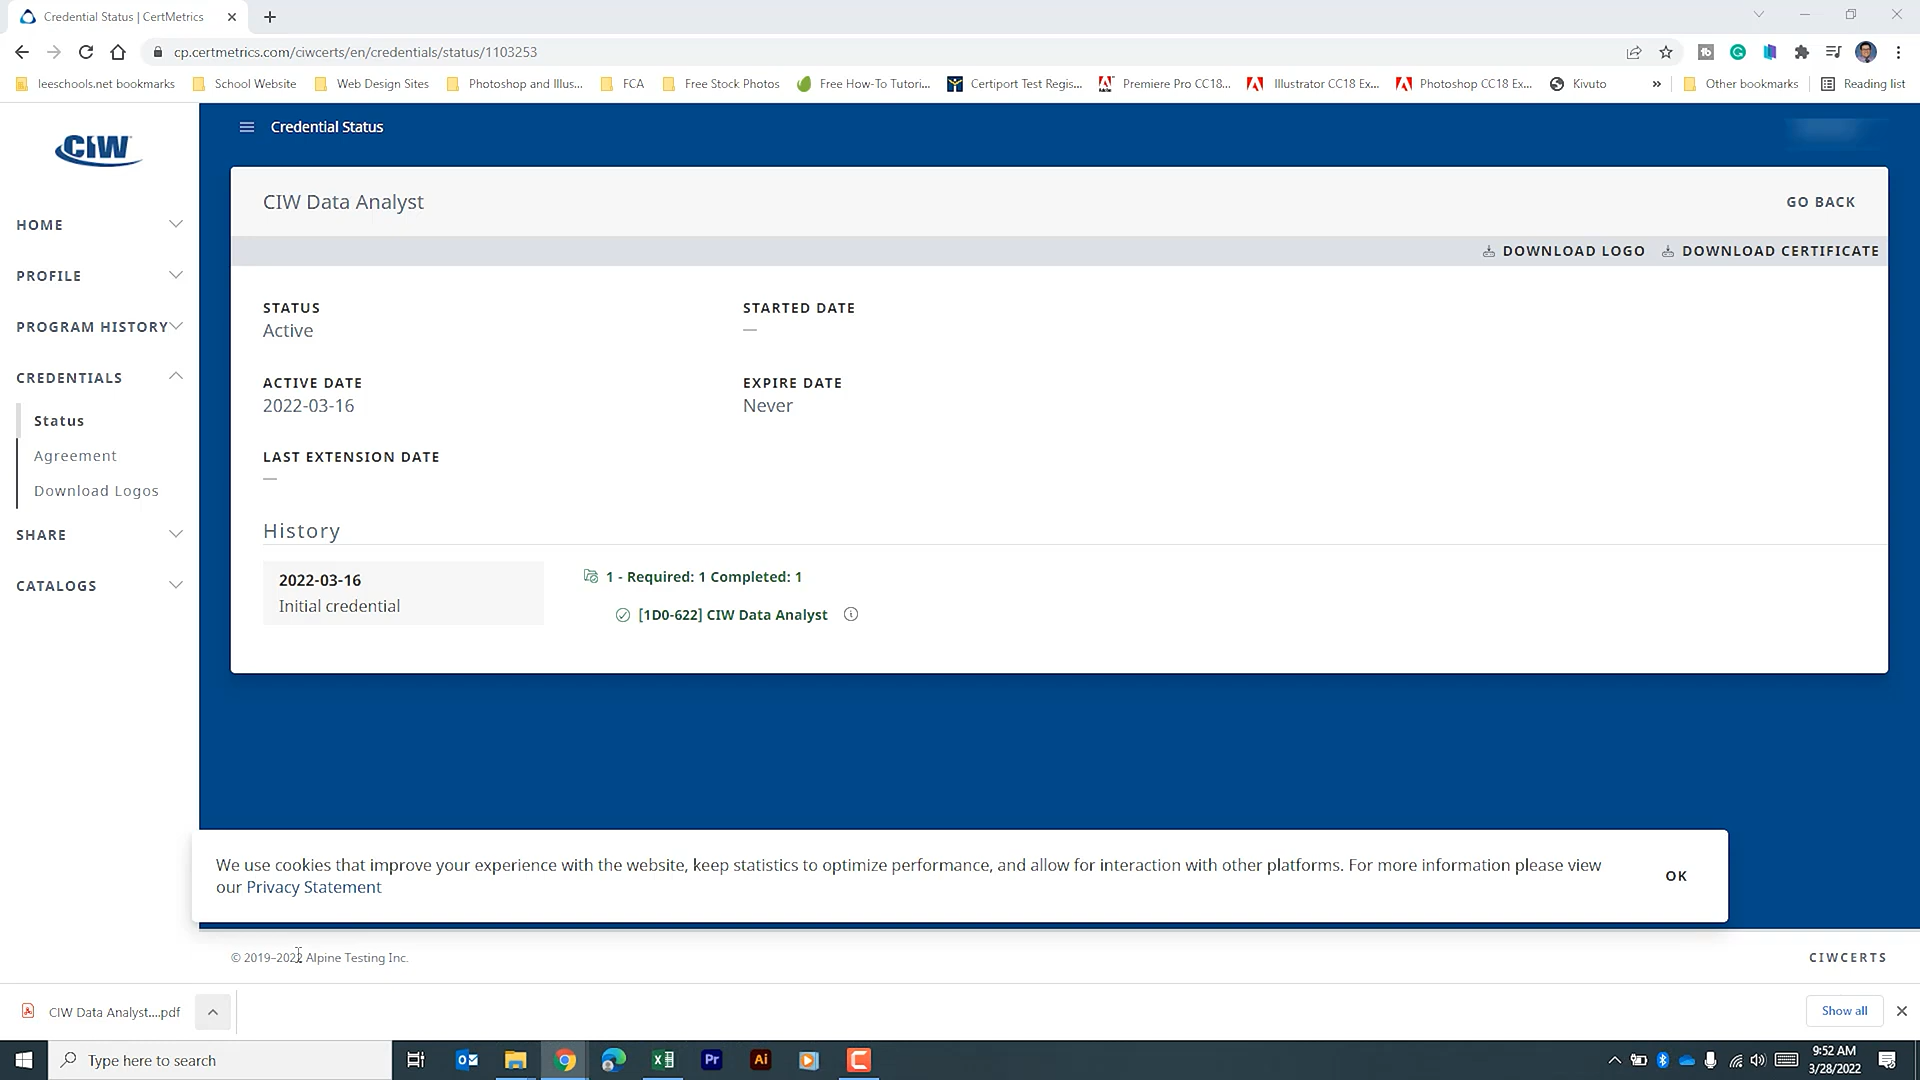 Credential Status | CertMetrics
cp.certmetrics.com/ciwcerts/en/credentials/status/1103253
leeschools.net bookmarks School Website Web Design Sites Photoshop and Illus... FCA Free Stock Photos Free How-To Tutori... Certiport Test Regis... Premiere Pro CC18... Illustrator CC18 Ex... Photoshop CC18 Ex... Kivuto » Other bookmarks Reading list
CIW
HOME
PROFILE
PROGRAM HISTORY
CREDENTIALS
Status
Agreement
Download Logos
SHARE
CATALOGS
Credential Status
CIW Data Analyst
GO BACK
DOWNLOAD LOGO DOWNLOAD CERTIFICATE
STATUS
Active
STARTED DATE
—
ACTIVE DATE
2022-03-16
EXPIRE DATE
Never
LAST EXTENSION DATE
—
History
2022-03-16
Initial credential
1 - Required: 1 Completed: 1
[1D0-622] CIW Data Analyst
We use cookies that improve your experience with the website, keep statistics to optimize performance, and allow for interaction with other platforms. For more information please view
our Privacy Statement
OK
© 2019–2022 Alpine Testing Inc.
CIWCERTS
CIW Data Analyst....pdf
Show all
Type here to search
Pr
Ai
9:52 AM
3/28/2022